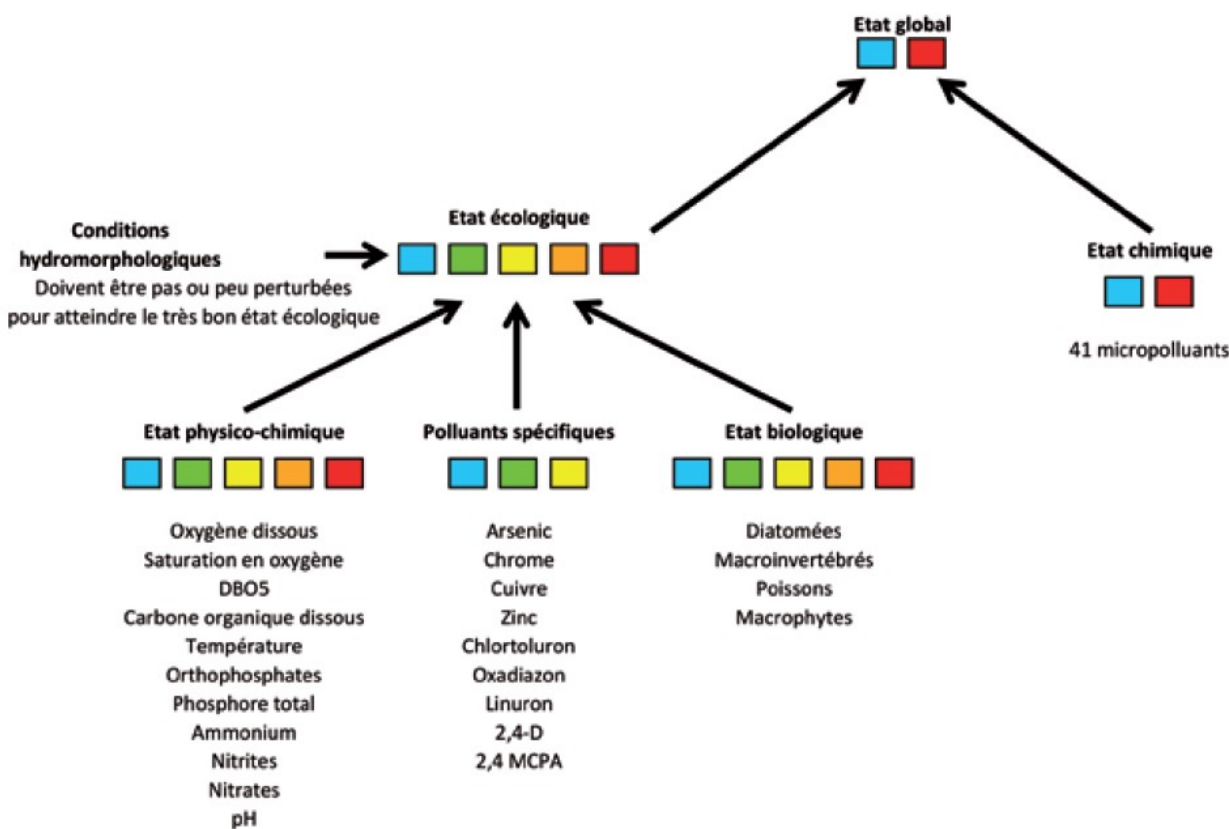 Etat global
Etat écologique
Conditions
hydromorphologiques
Doivent être pas ou peu perturbées
pour atteindre le très bon état écologique
Etat chimique
41 micropolluants
Etat physico-chimique
Oxygène dissous
Saturation en oxygène
DBO5
Carbone organique dissous
Température
Orthophosphates
Phosphore total
Ammonium
Nitrites
Nitrates
pH
Polluants spécifiques
Arsenic
Chrome
Cuivre
Zinc
Chlortoluron
Oxadiazon
Linuron
2,4-D
2,4 MCPA
Etat biologique
Diatomées
Macroinvertébrés
Poissons
Macrophytes